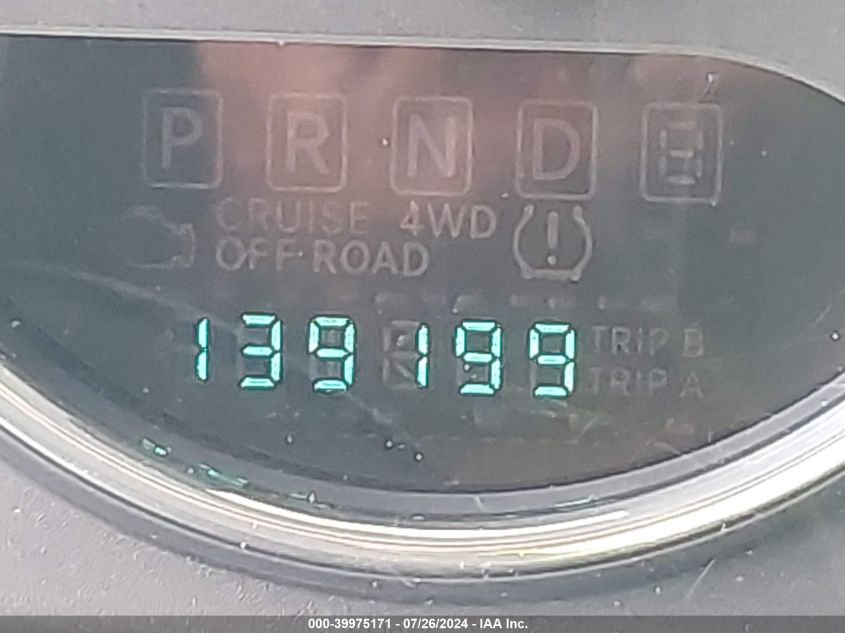 P R N D
CRUISE 4WD
OFF ROAD
139199
TRIP B
TRIP A
000-39975171 - 07/26/2024 - IAA Inc.